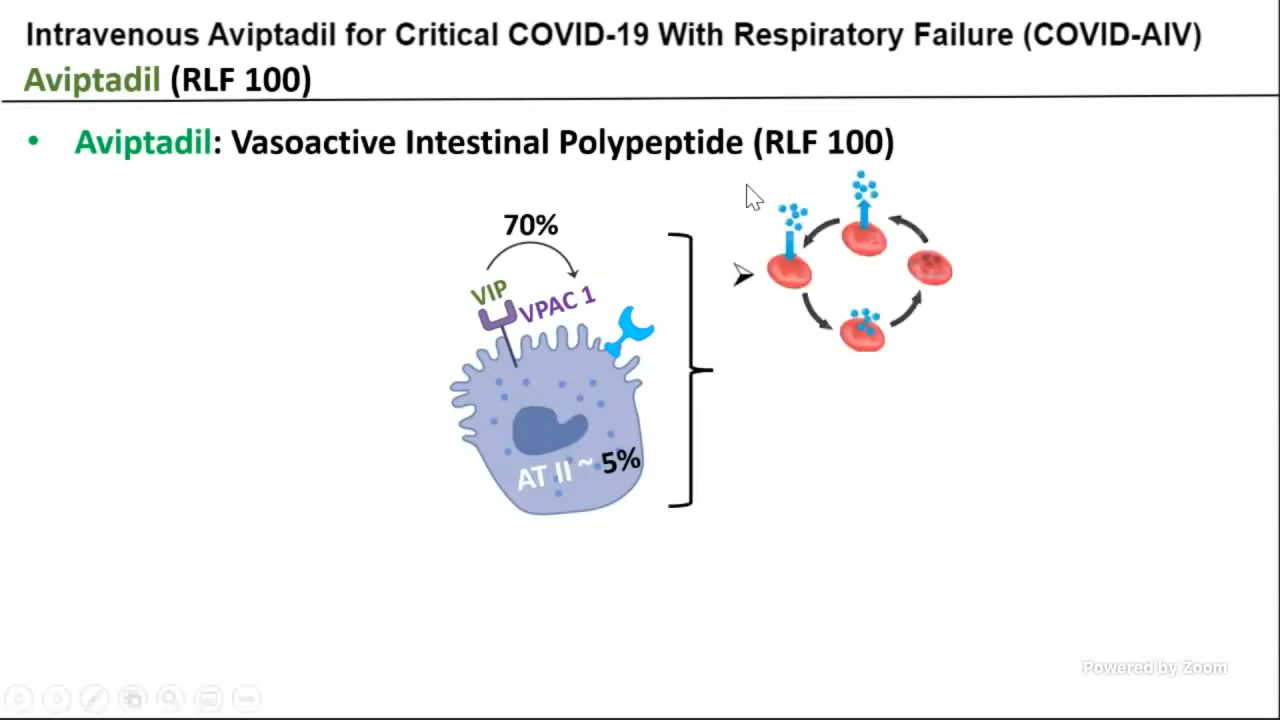 Intravenous Aviptadil for Critical COVID-19 With Respiratory Failure (COVID-AIV)
Aviptadil (RLF 100)
• Aviptadil: Vasoactive Intestinal Polypeptide (RLF 100)
70%
VIP
VPAC 1
AT II ~ 5%
Powered by Zoom